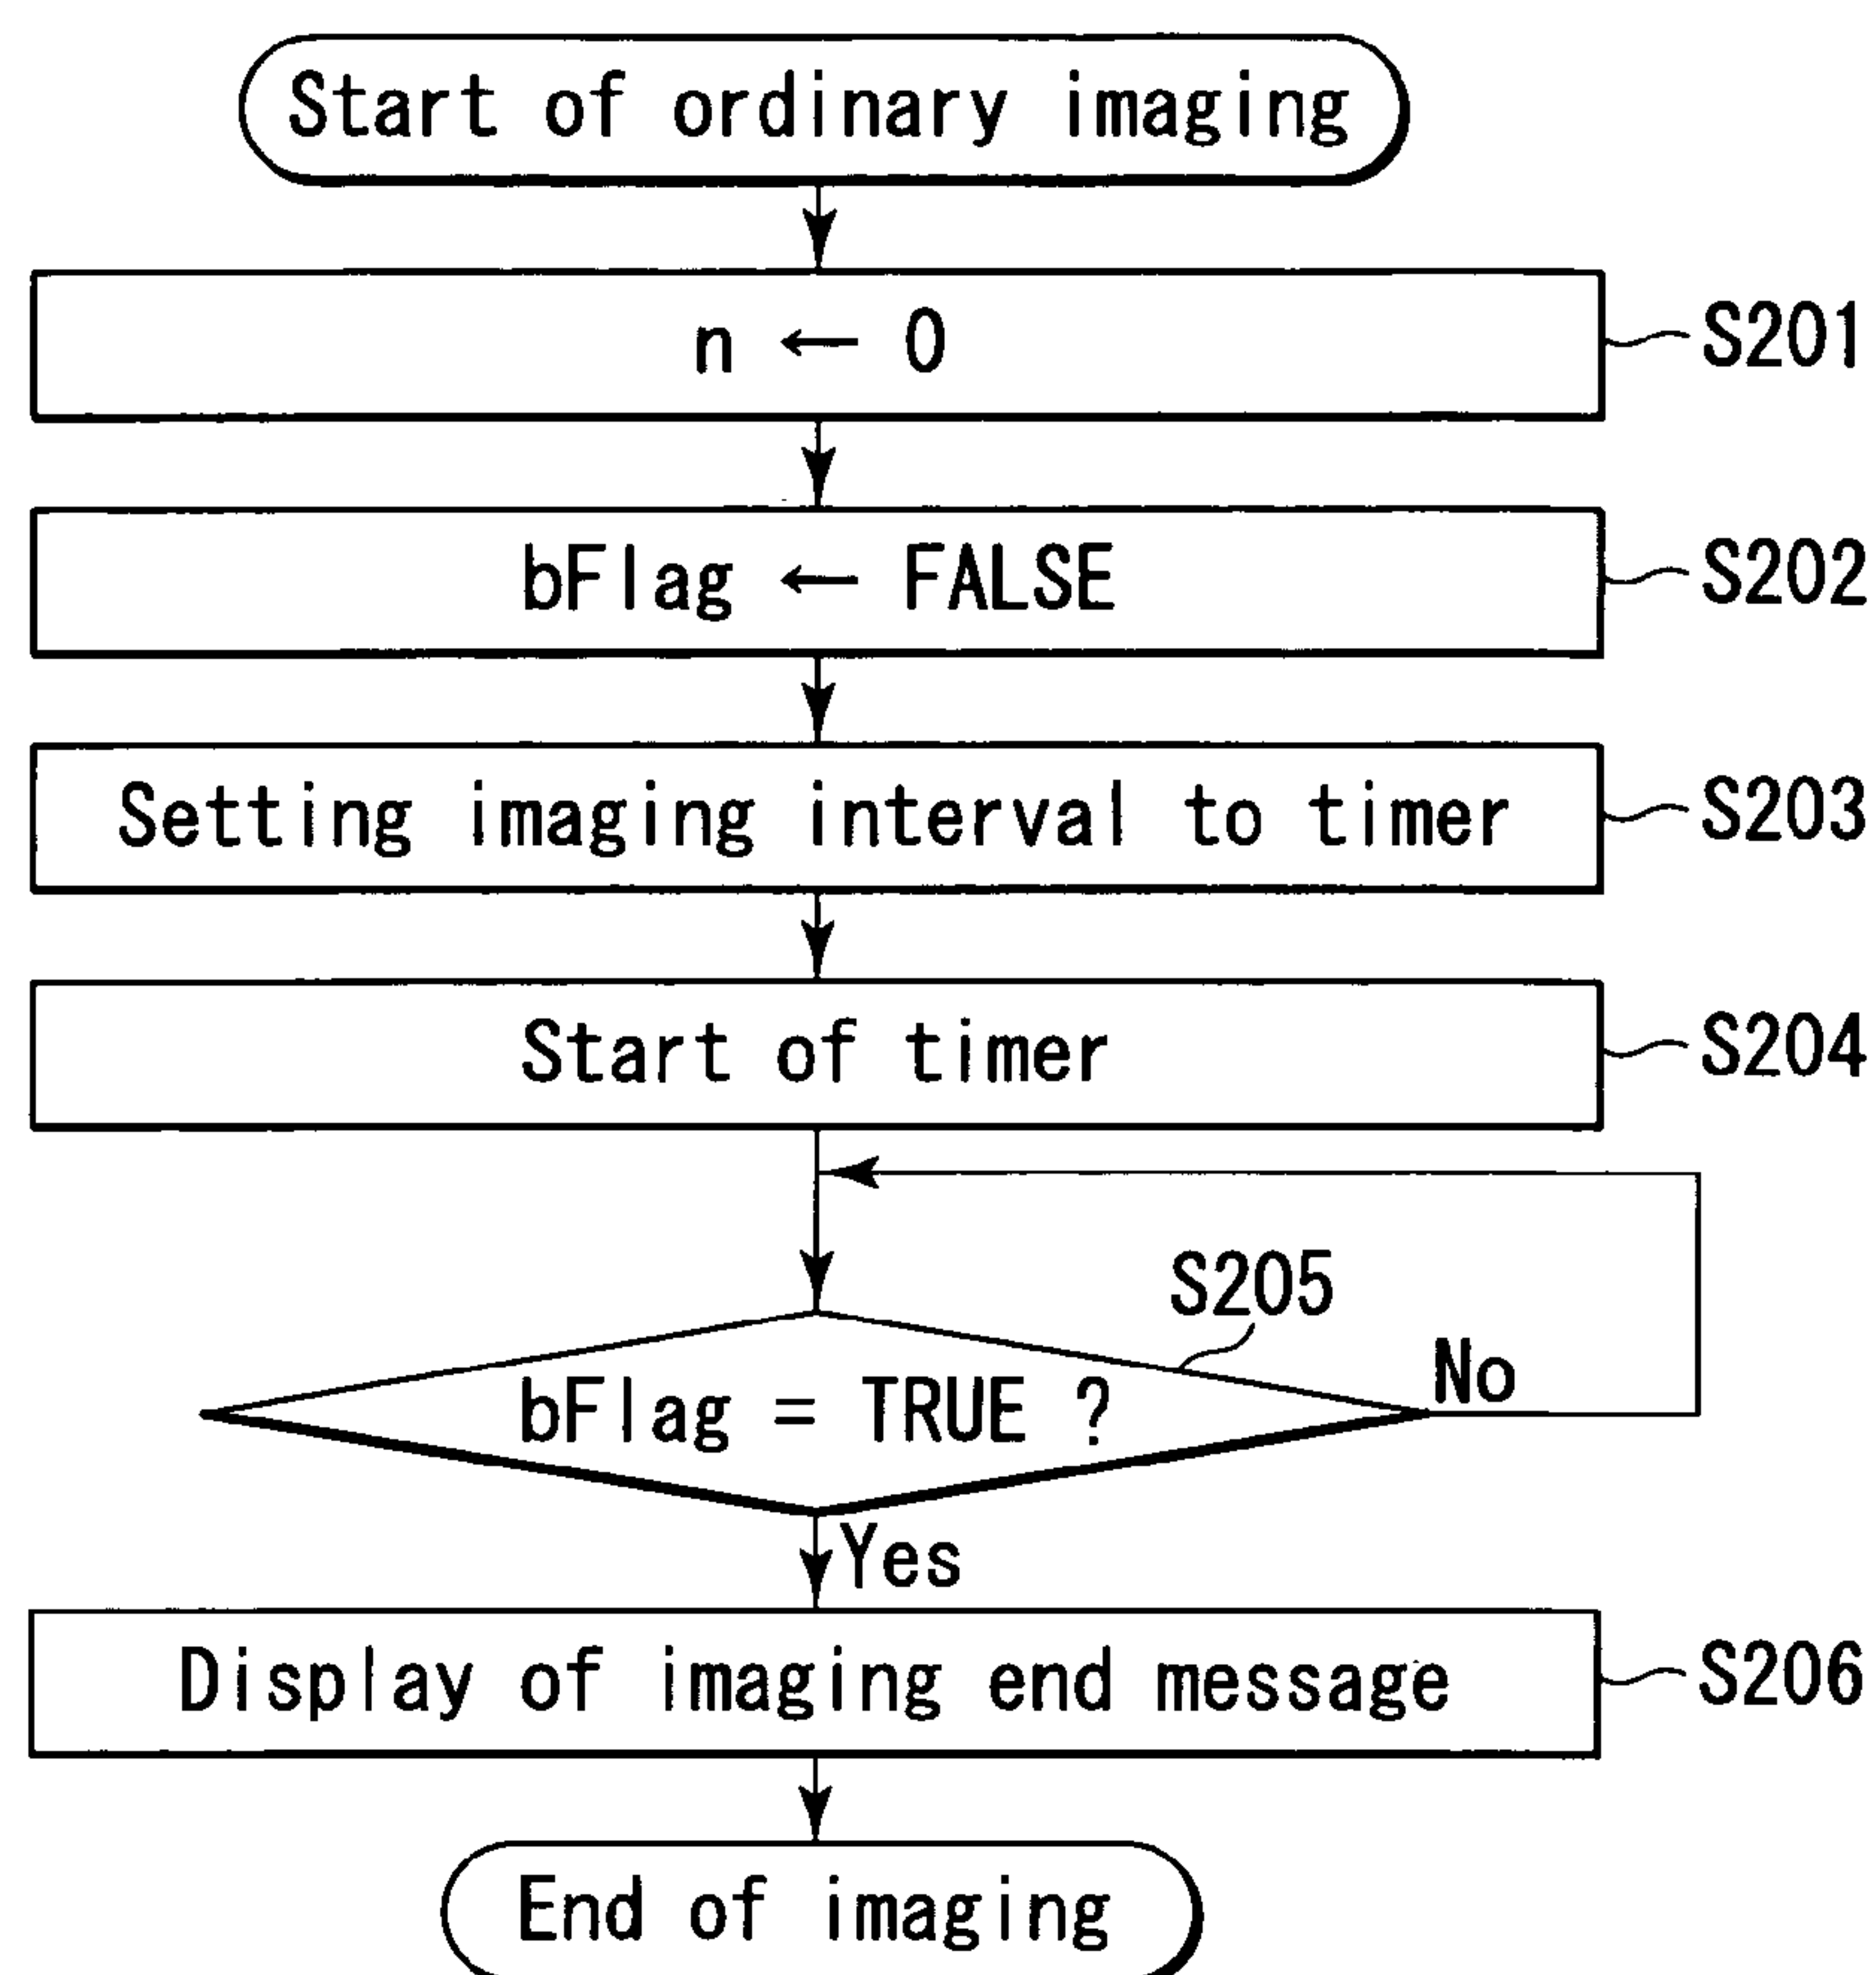 Start of ordinary imaging
n ← 0
S201
bFlag ← FALSE
S202
Setting imaging interval to timer
S203
Start of timer
S204
S205
bFlag = TRUE ?
No
Yes
Display of imaging end message
S206
End of imaging